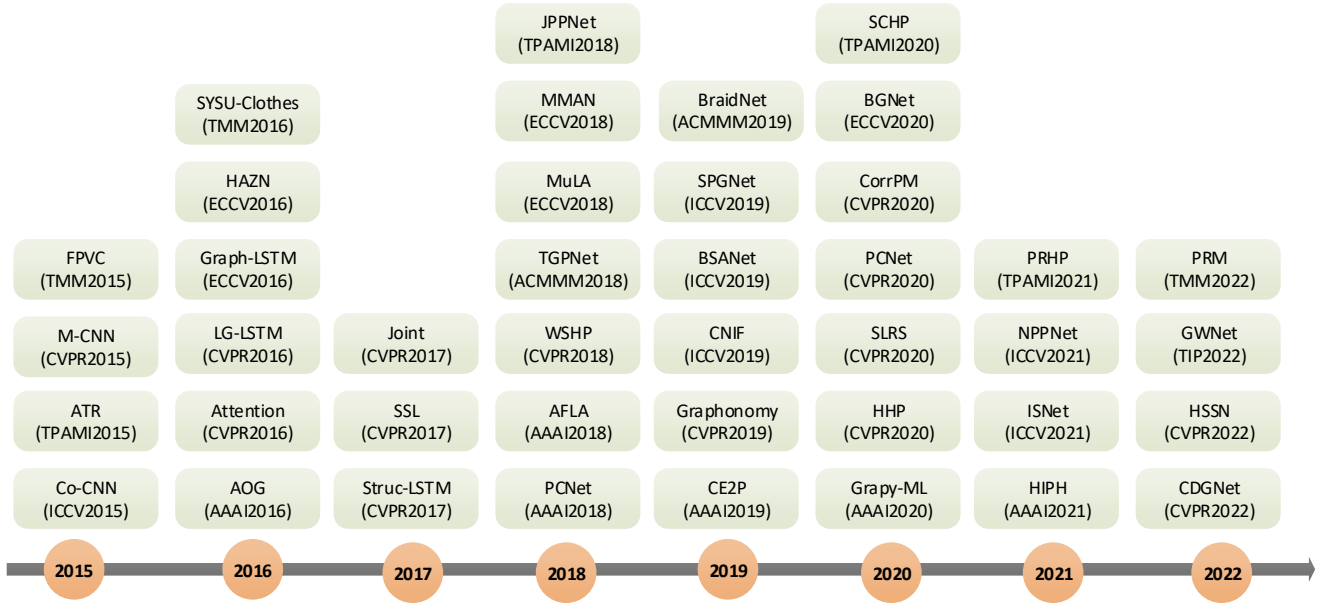 JPPNet
(TPAMI2018)
SCHP
(TPAMI2020)
SYSU-Clothes
(TMM2016)
MMAN
(ECCV2018)
BraidNet
(ACMMM2019)
BGNet
(ECCV2020)
HAZN
(ECCV2016)
MuLA
(ECCV2018)
SPGNet
(ICCV2019)
CorrPM
(CVPR2020)
FPVC
(TMM2015)
Graph-LSTM
(ECCV2016)
TGPNet
(ACMMM2018)
BSANet
(ICCV2019)
PCNet
(CVPR2020)
PRHP
(TPAMI2021)
PRM
(TMM2022)
M-CNN
(CVPR2015)
LG-LSTM
(CVPR2016)
Joint
(CVPR2017)
WSHP
(CVPR2018)
CNIF
(ICCV2019)
SLRS
(CVPR2020)
NPPNet
(ICCV2021)
GWNet
(TIP2022)
ATR
(TPAMI2015)
Attention
(CVPR2016)
SSL
(CVPR2017)
AFLA
(AAAI2018)
Graphonomy
(CVPR2019)
HHP
(CVPR2020)
ISNet
(ICCV2021)
HSSN
(CVPR2022)
Co-CNN
(ICCV2015)
AOG
(AAAI2016)
Struc-LSTM
(CVPR2017)
PCNet
(AAAI2018)
CE2P
(AAAI2019)
Grapy-ML
(AAAI2020)
HIPH
(AAAI2021)
CDGNet
(CVPR2022)
2015
2016
2017
2018
2019
2020
2021
2022